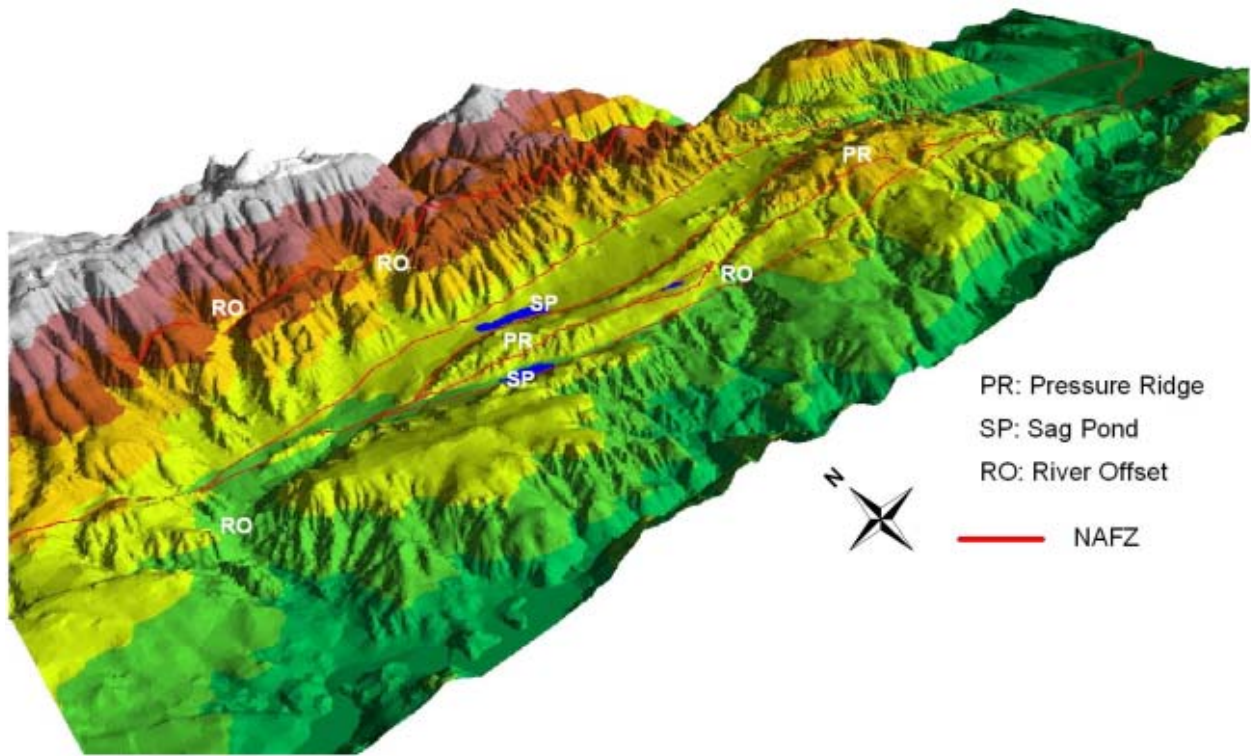 PR
RO
SP
RO
RO
PR
SP
RO
PR: Pressure Ridge
SP: Sag Pond
RO: River Offset
N
NAFZ